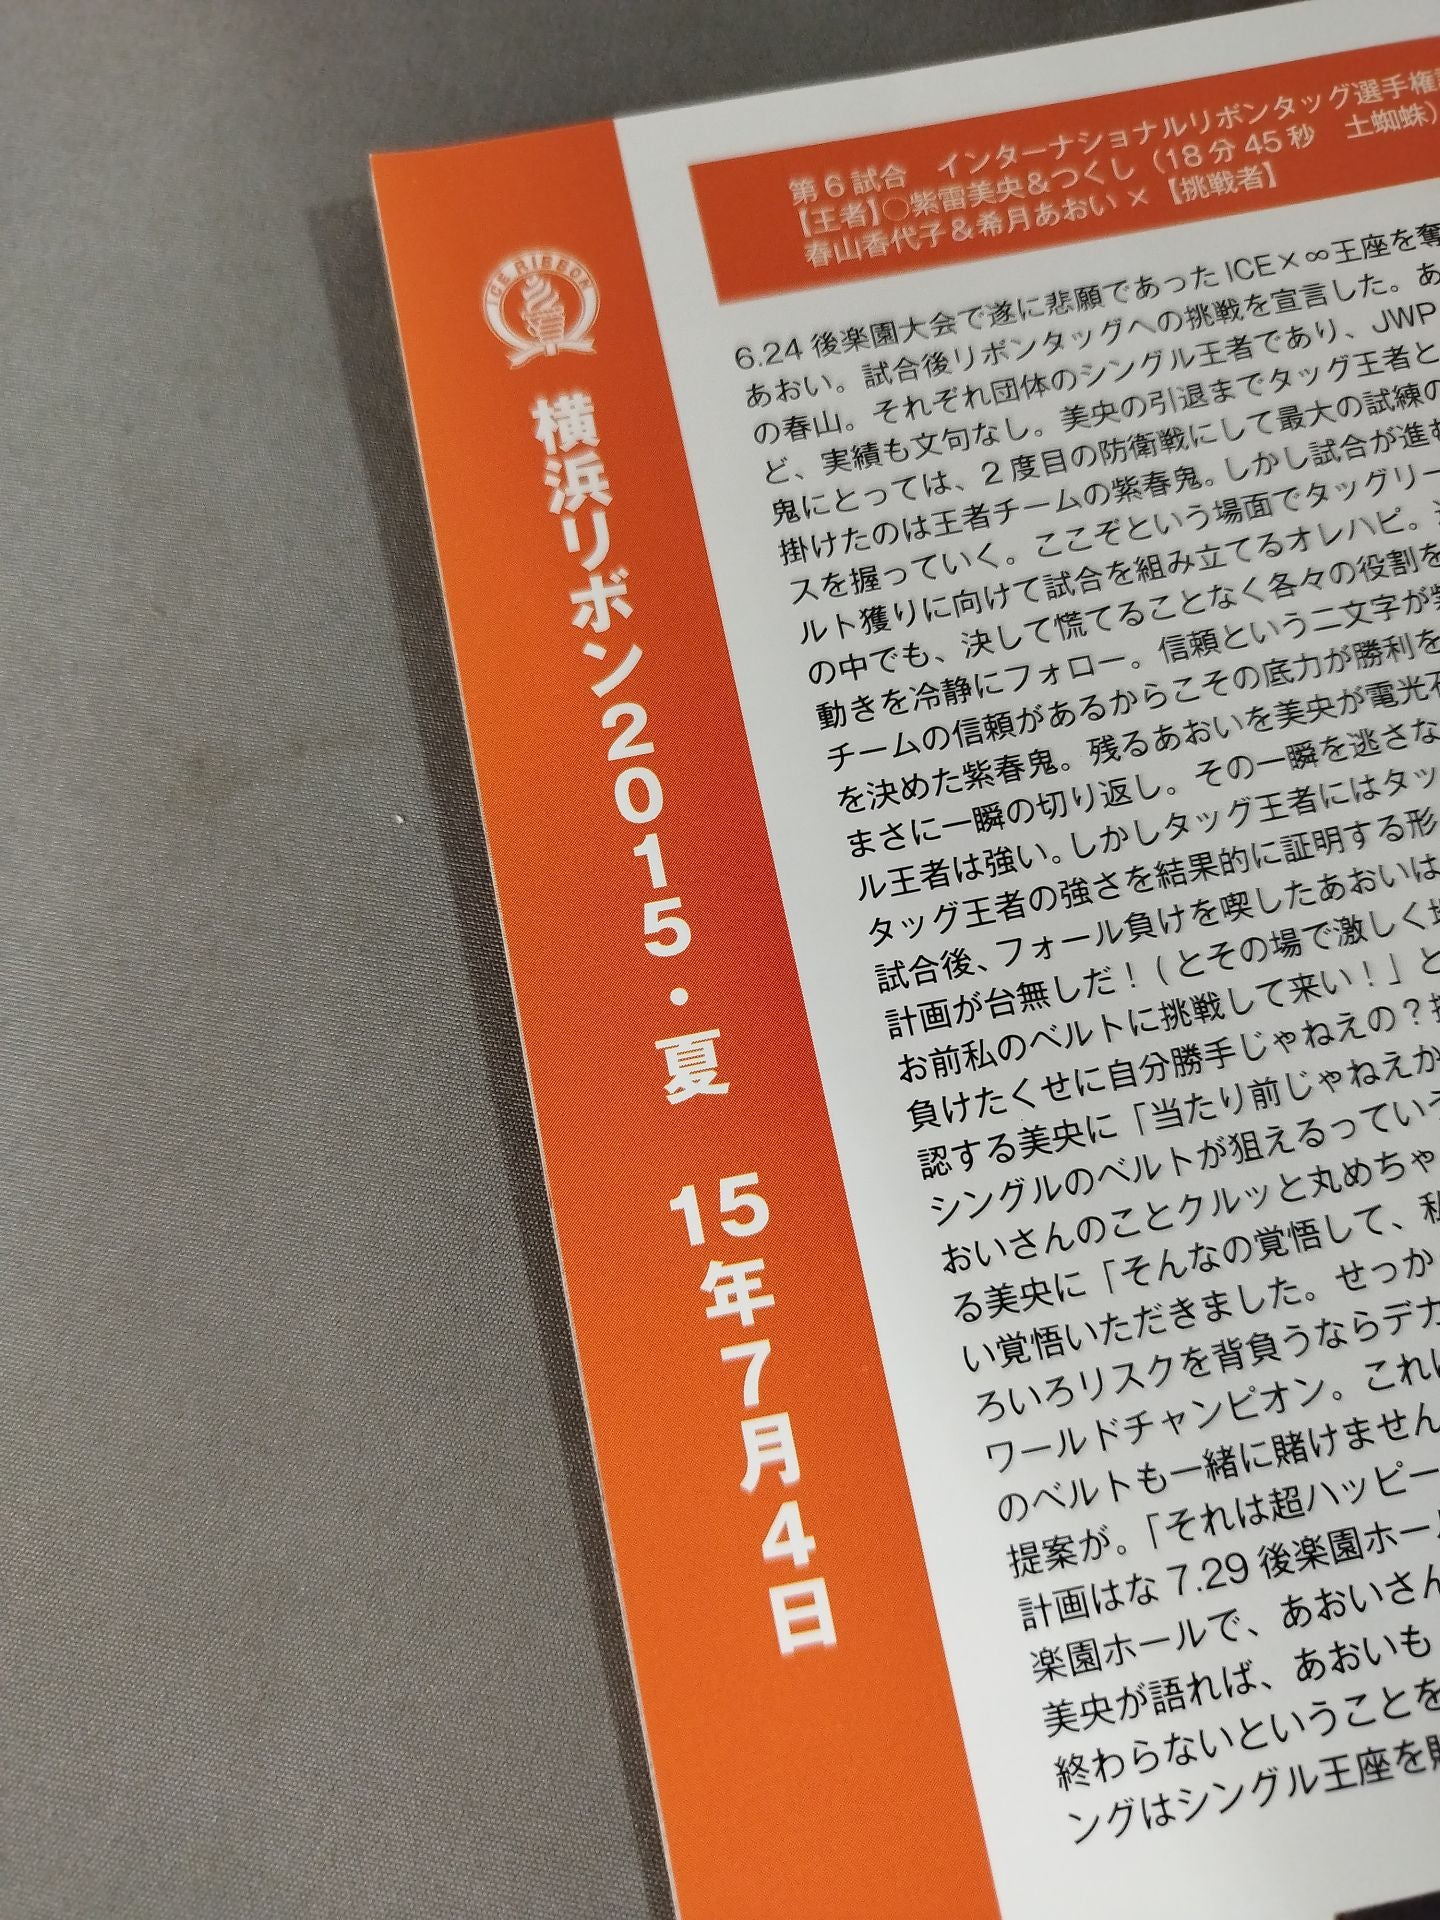 ICE RIBBON
横浜リボン2015・夏 15年7月4日
第6試合 インターナショナルリボンタッグ選手権
【王者】○紫雷美央&つくし(18分45秒 土蜘蛛)
春山香代子&希月あおい×【挑戦者】
6.24後楽園大会で遂に悲願であったICE×∞王座を奪
あおい。試合後リボンタッグへの挑戦を宣言した。あ
の春山。それぞれ団体のシングル王者であり、JWP
ど、実績も文句なし。美央の引退までタッグ王者と
鬼にとっては、2度目の防衛戦にして最大の試練の
掛けたのは王者チームの紫春鬼。しかし試合が進む
スを握っていく。ここぞという場面でタッグリー
ルト獲りに向けて試合を組み立てるオレハピ。
の中でも、決して慌てることなく各々の役割を
動きを冷静にフォロー。信頼という二文字が紫
チームの信頼があるからこその底力が勝利を
を決めた紫春鬼。残るあおいを美央が電光石
まさに一瞬の切り返し。その一瞬を逃さな
ル王者は強い。しかしタッグ王者にはタッ
タッグ王者の強さを結果的に証明する形
試合後、フォール負けを喫したあおいは
計画が台無しだ!(とその場で激しく地
お前私のベルトに挑戦して来い!」と
負けたくせに自分勝手じゃねえの?
認する美央に「当たり前じゃねえか
シングルのベルトが狙えるっていう
おいさんのことクルッと丸めちゃ
る美央に「そんなの覚悟して、私
い覚悟いただきました。せっか
ろいろリスクを背負うならデカ
ワールドチャンピオン。これ
のベルトも一緒に賭けません
提案が。「それは超ハッピー
計画はな7.29後楽園ホー
楽園ホールで、あおいさん
美央が語れば、あおいも
終わらないということを
ングはシングル王座を賭